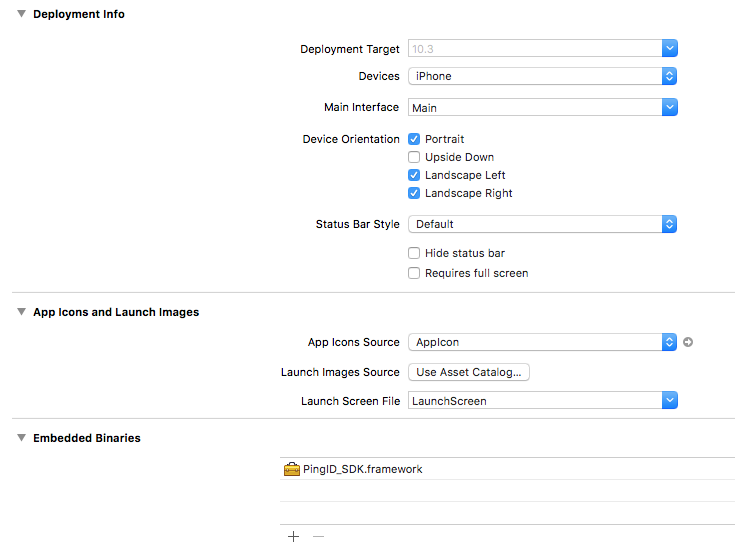 Deployment Info
Deployment Target 10.3
Devices iPhone
Main Interface Main
Device Orientation Portrait
Upside Down
Landscape Left
Landscape Right
Status Bar Style Default
Hide status bar
Requires full screen
App Icons and Launch Images
App Icons Source AppIcon
Launch Images Source Use Asset Catalog...
Launch Screen File LaunchScreen
Embedded Binaries
PingID_SDK.framework